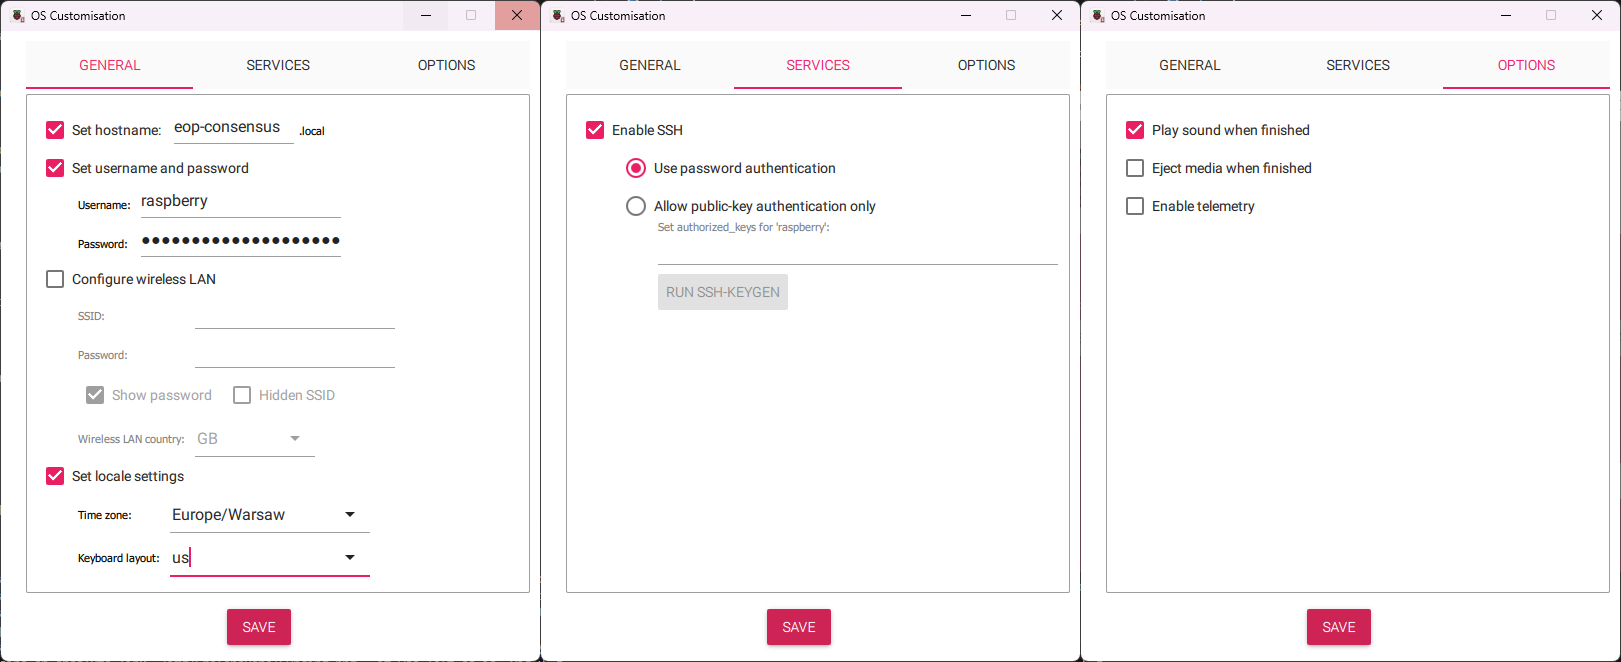 OS Customisation
GENERAL SERVICES OPTIONS
Set hostname: eop-consensus .local
Set username and password
Username: raspberry
Password: ●●●●●●●●●●●●●●●●●●●●
Configure wireless LAN
SSID:
Password:
Show password Hidden SSID
Wireless LAN country: GB
Set locale settings
Time zone: Europe/Warsaw
Keyboard layout: us
SAVE
OS Customisation
GENERAL SERVICES OPTIONS
Enable SSH
Use password authentication
Allow public-key authentication only
Set authorized_keys for 'raspberry':
RUN SSH-KEYGEN
SAVE
OS Customisation
GENERAL SERVICES OPTIONS
Play sound when finished
Eject media when finished
Enable telemetry
SAVE